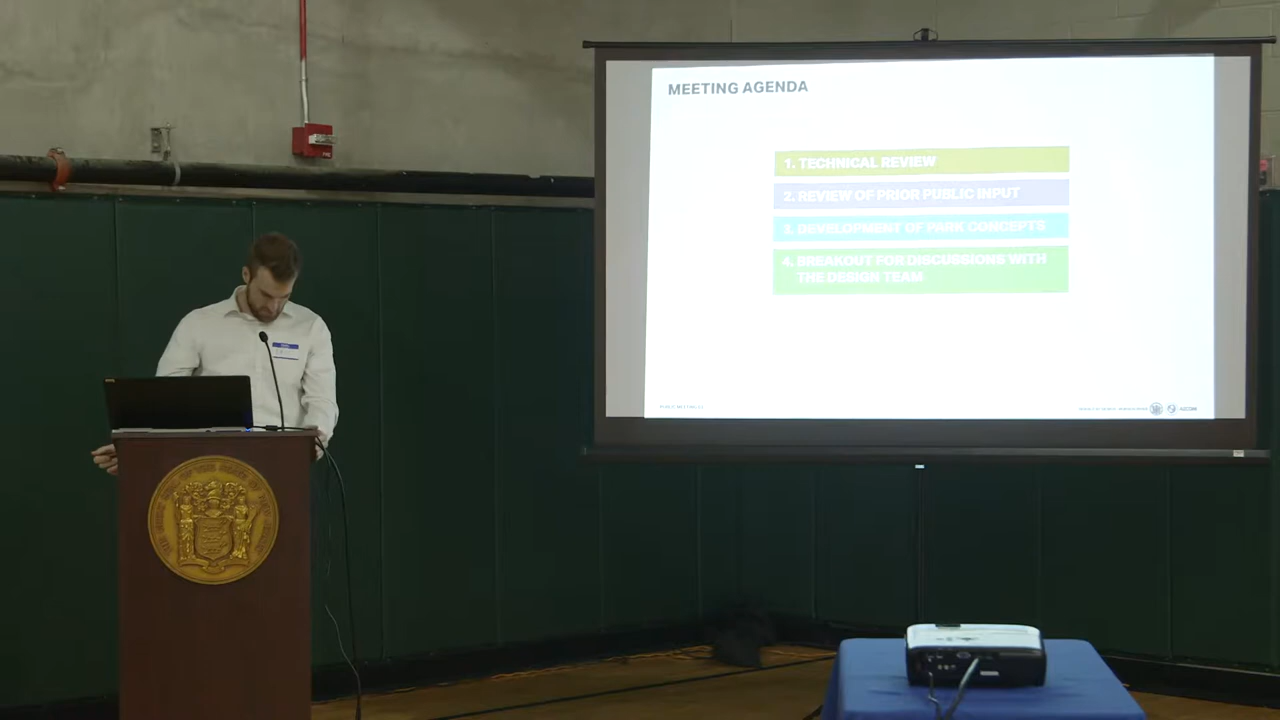 MEETING AGENDA
1. TECHNICAL REVIEW
2. REVIEW OF PRIOR PUBLIC INPUT
3. DEVELOPMENT OF PARK CONCEPTS
4. BREAKOUT FOR DISCUSSIONS WITH
THE DESIGN TEAM